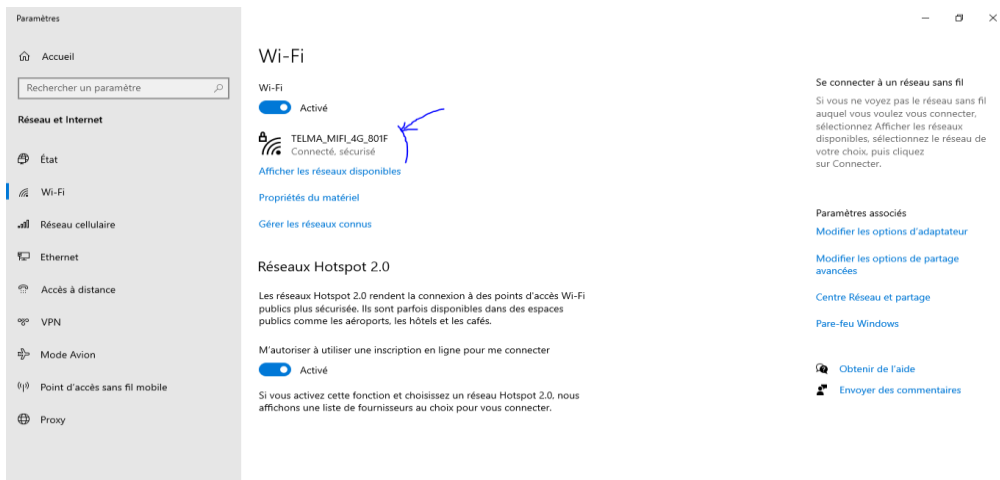 Paramètres
Accueil
Rechercher un paramètre
Réseau et Internet
État
Wi-Fi
Réseau cellulaire
Ethernet
Accès à distance
VPN
Mode Avion
Point d'accès sans fil mobile
Proxy
Wi-Fi
Wi-Fi
Activé
TELMA_MIFI_4G_801F
Connecté, sécurisé
Afficher les réseaux disponibles
Propriétés du matériel
Gérer les réseaux connus
Réseaux Hotspot 2.0
Les réseaux Hotspot 2.0 rendent la connexion à des points d'accès Wi-Fi
publics plus sécurisée. Ils sont parfois disponibles dans des espaces
publics comme les aéroports, les hôtels et les cafés.
M'autoriser à utiliser une inscription en ligne pour me connecter
Activé
Si vous activez cette fonction et choisissez un réseau Hotspot 2.0, nous
affichons une liste de fournisseurs au choix pour vous connecter.
Se connecter à un réseau sans fil
Si vous ne voyez pas le réseau sans fil
auquel vous voulez vous connecter,
sélectionnez Afficher les réseaux
disponibles, sélectionnez le réseau de
votre choix, puis cliquez
sur Connecter.
Paramètres associés
Modifier les options d'adaptateur
Modifier les options de partage
avancées
Centre Réseau et partage
Pare-feu Windows
Obtenir de l'aide
Envoyer des commentaires